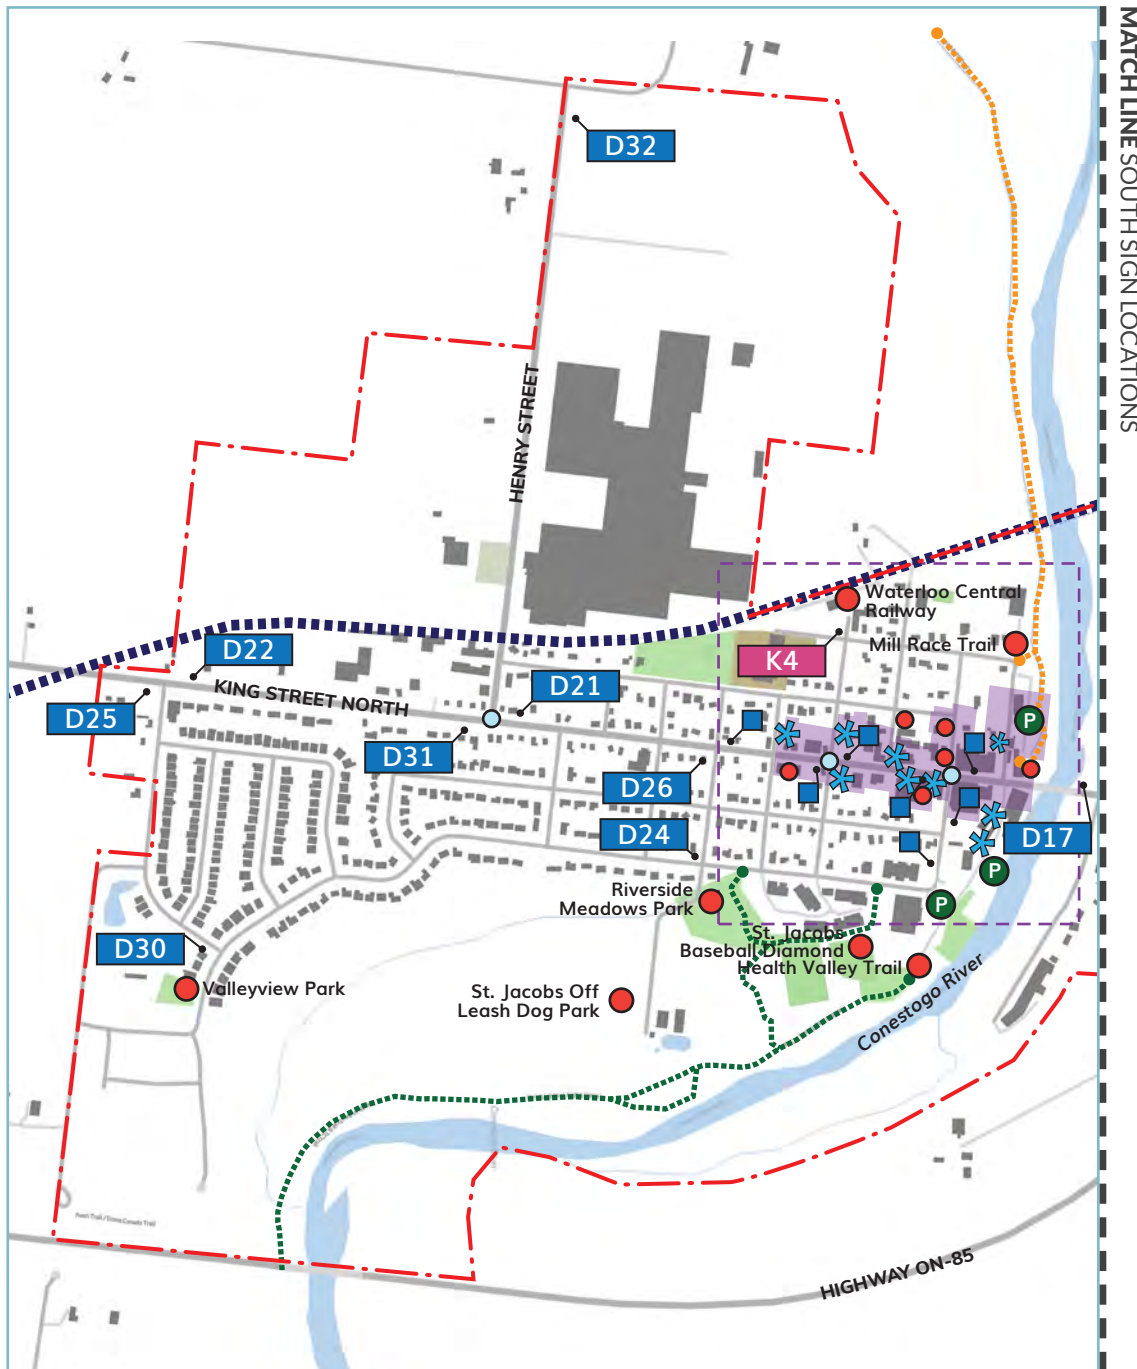 MATCH LINE SOUTH SIGN LOCATIONS
D32
HENRY STREET
Waterloo Central
Railway
Mill Race Trail
K4
D22
D21
KING STREET NORTH
D25
D31
P
D26
D24
D17
P
Riverside
Meadows Park
P
St. Jacobs
Baseball Diamond
Health Valley Trail
D30
Valleyview Park
St. Jacobs Off
Leash Dog Park
Conestogo River
HIGHWAY ON-85